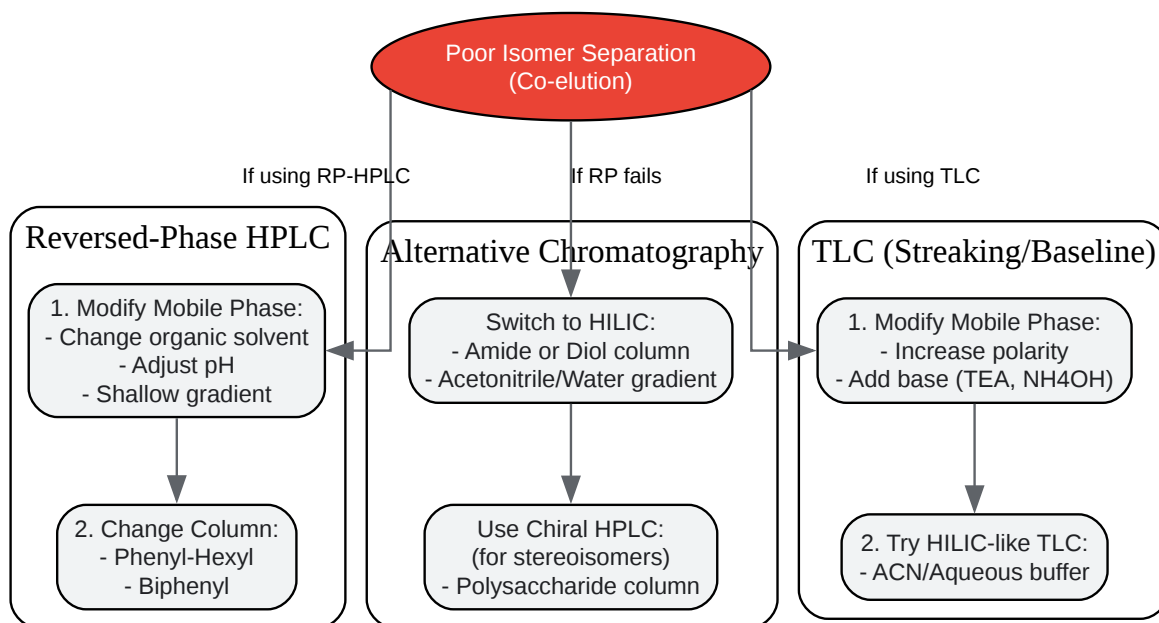 Poor Isomer Separation
(Co-elution)
If using RP-HPLC
If RP fails
If using TLC
Reversed-Phase HPLC
1. Modify Mobile Phase:
- Change organic solvent
- Adjust pH
- Shallow gradient
2. Change Column:
- Phenyl-Hexyl
- Biphenyl
Alternative Chromatography
Switch to HILIC:
- Amide or Diol column
- Acetonitrile/Water gradient
Use Chiral HPLC:
(for stereoisomers)
- Polysaccharide column
TLC (Streaking/Baseline)
1. Modify Mobile Phase:
- Increase polarity
- Add base (TEA, NH4OH)
2. Try HILIC-like TLC:
- ACN/Aqueous buffer